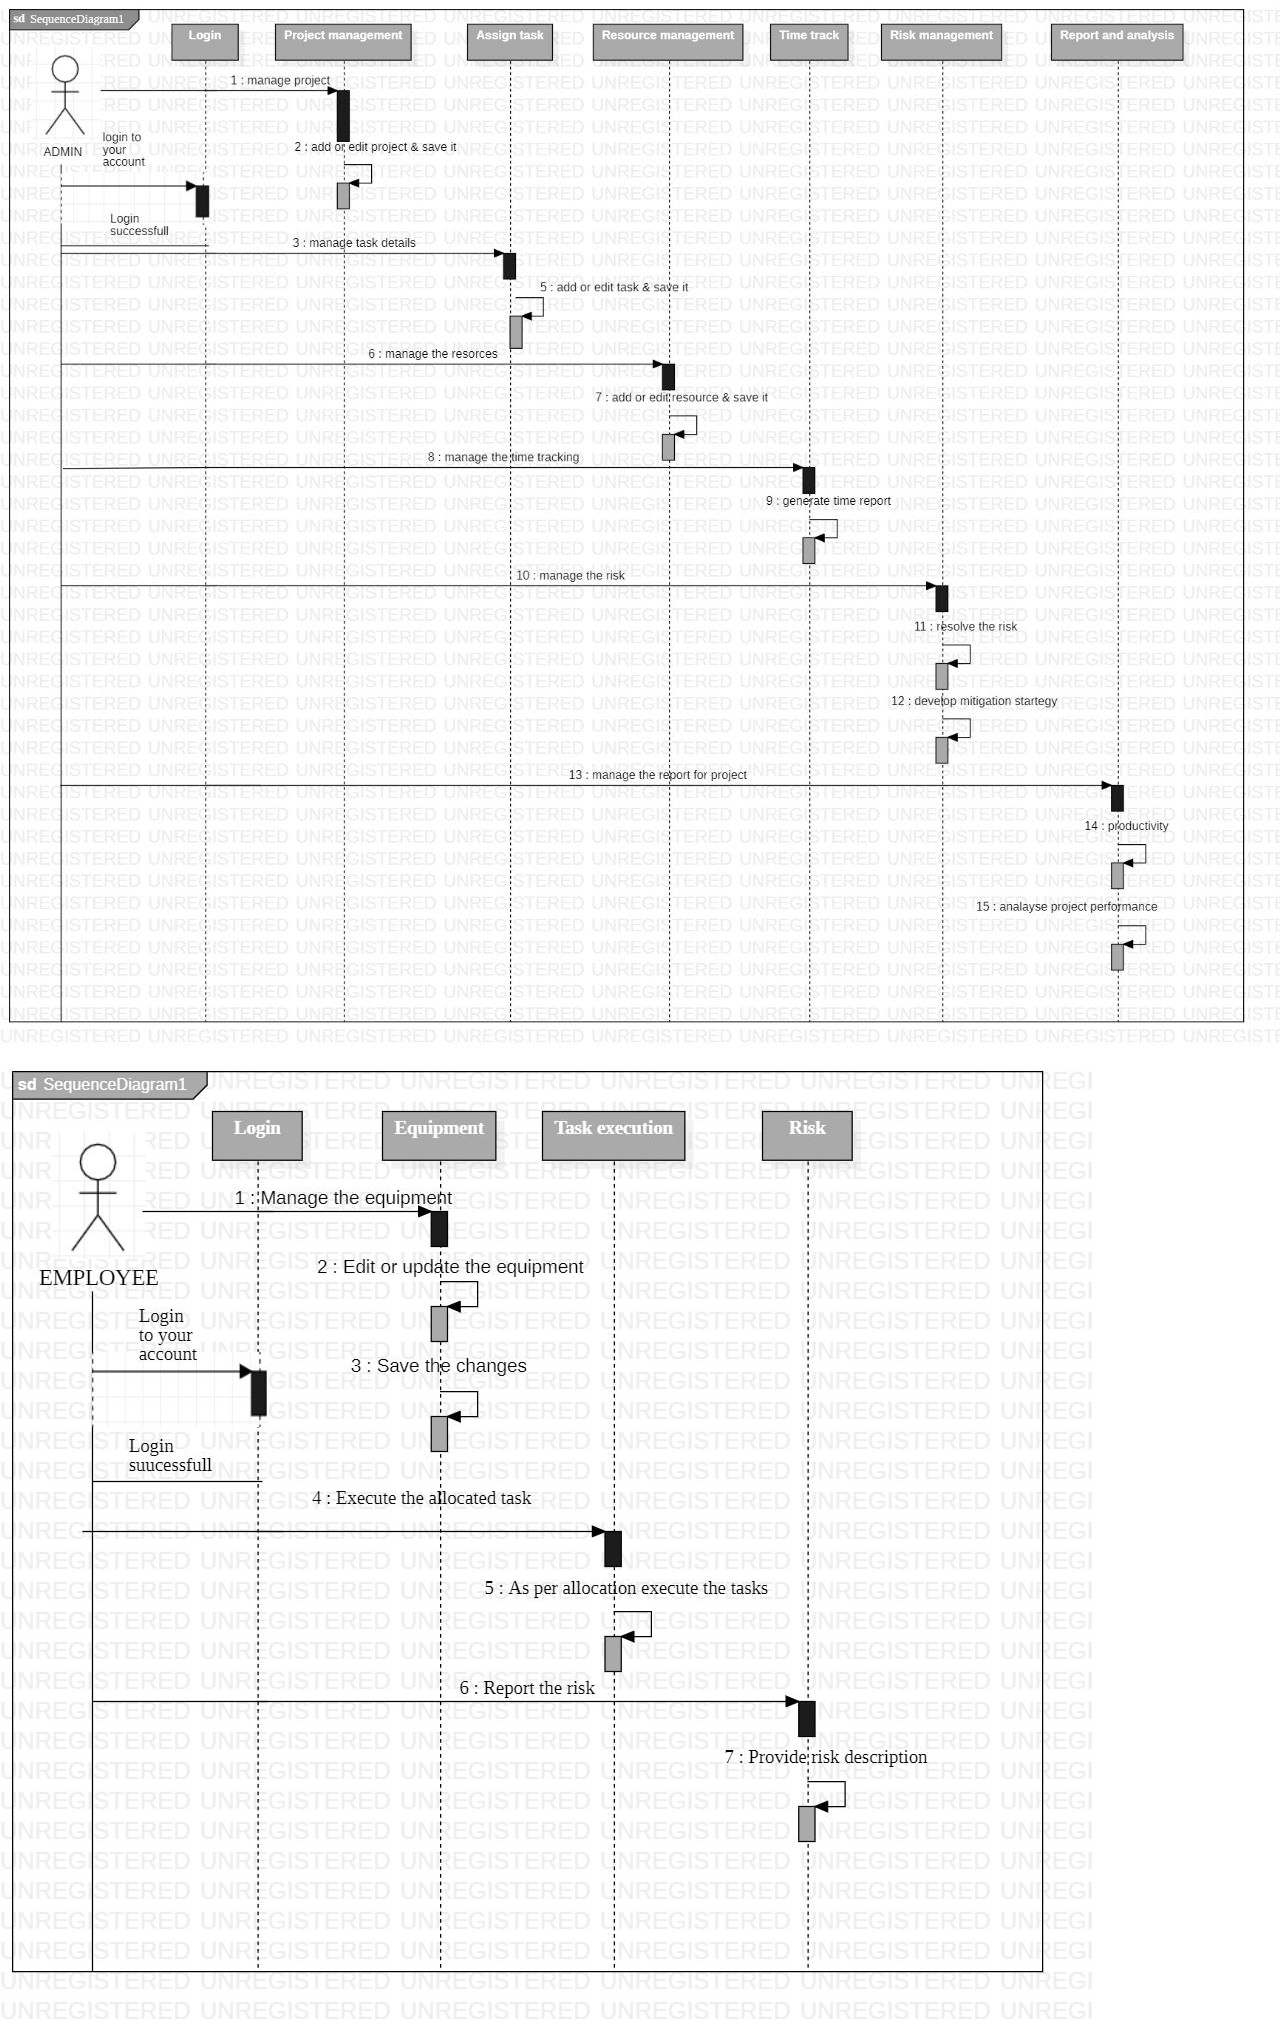 sd SequenceDiagram1
Login
Project management
Assign task
Resource management
Time track
Risk management
Report and analysis
1 : manage project
ADMIN
login to
your
account
2 : add or edit project & save it
Login
successfull
3 : manage task details
5 : add or edit task & save it
6 : manage the resorces
7 : add or edit resource & save it
8 : manage the time tracking
9 : generate time report
10 : manage the risk
11 : resolve the risk
12 : develop mitigation startegy
13 : manage the report for project
14 : productivity
15 : analayse project performance
sd SequenceDiagram1
Login
Equipment
Task execution
Risk
1 : Manage the equipment
2 : Edit or update the equipment
EMPLOYEE
Login
to your
account
3 : Save the changes
Login
suucessfull
4 : Execute the allocated task
5 : As per allocation execute the tasks
6 : Report the risk
7 : Provide risk description
UNREGISTERED